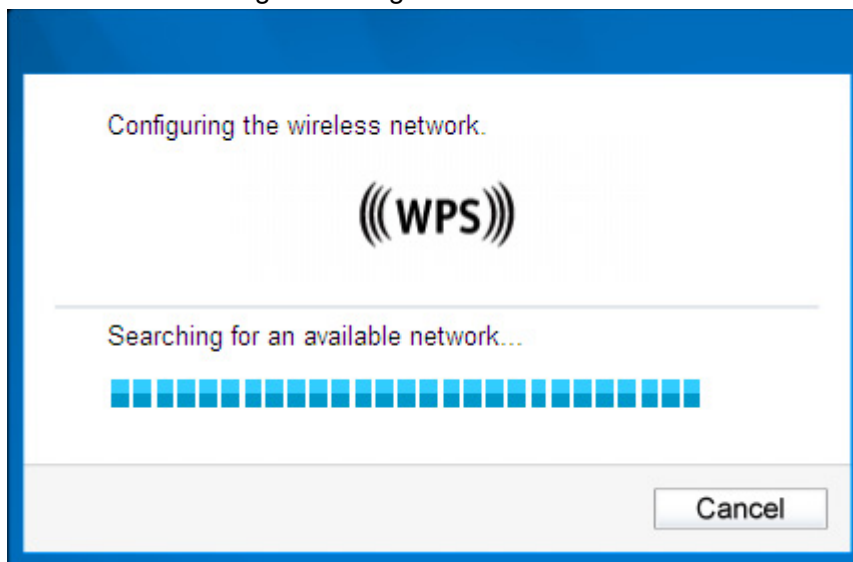 Configuring the wireless network.
(((WPS)))
Searching for an available network...
Cancel